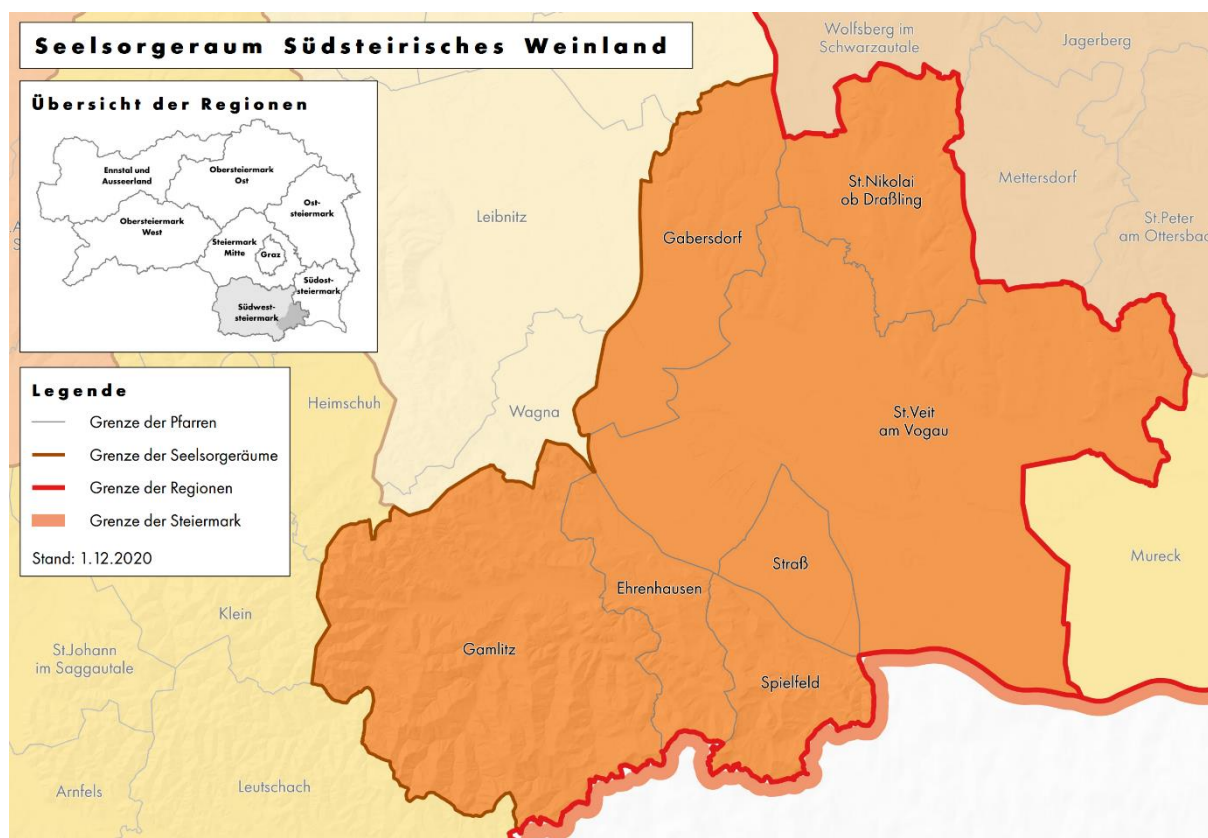 Seelsorgeraum Südsteirisches Weinland
Übersicht der Regionen
Ennstal und
Ausseerland
Obersteiermark
Ost
Ost-
steiermark
Obersteiermark
West
Steiermark
Mitte
Graz
Südost-
steiermark
Südwest-
steiermark
Legende
Grenze der Pfarren
Grenze der Seelsorgeräume
Grenze der Regionen
Grenze der Steiermark
Stand: 1.12.2020
Wolfsberg im
Schwarzautale
Jagerberg
Mettersdorf
St.Peter
am Ottersbac
Leibnitz
St.Nikolai
ob Draßling
Gabersdorf
Heimschuh
Wagna
St.Veit
am Vogau
Mureck
Straß
Ehrenhausen
Klein
St.Johann
im Saggautale
Gamlitz
Spielfeld
Arnfels
Leutschach